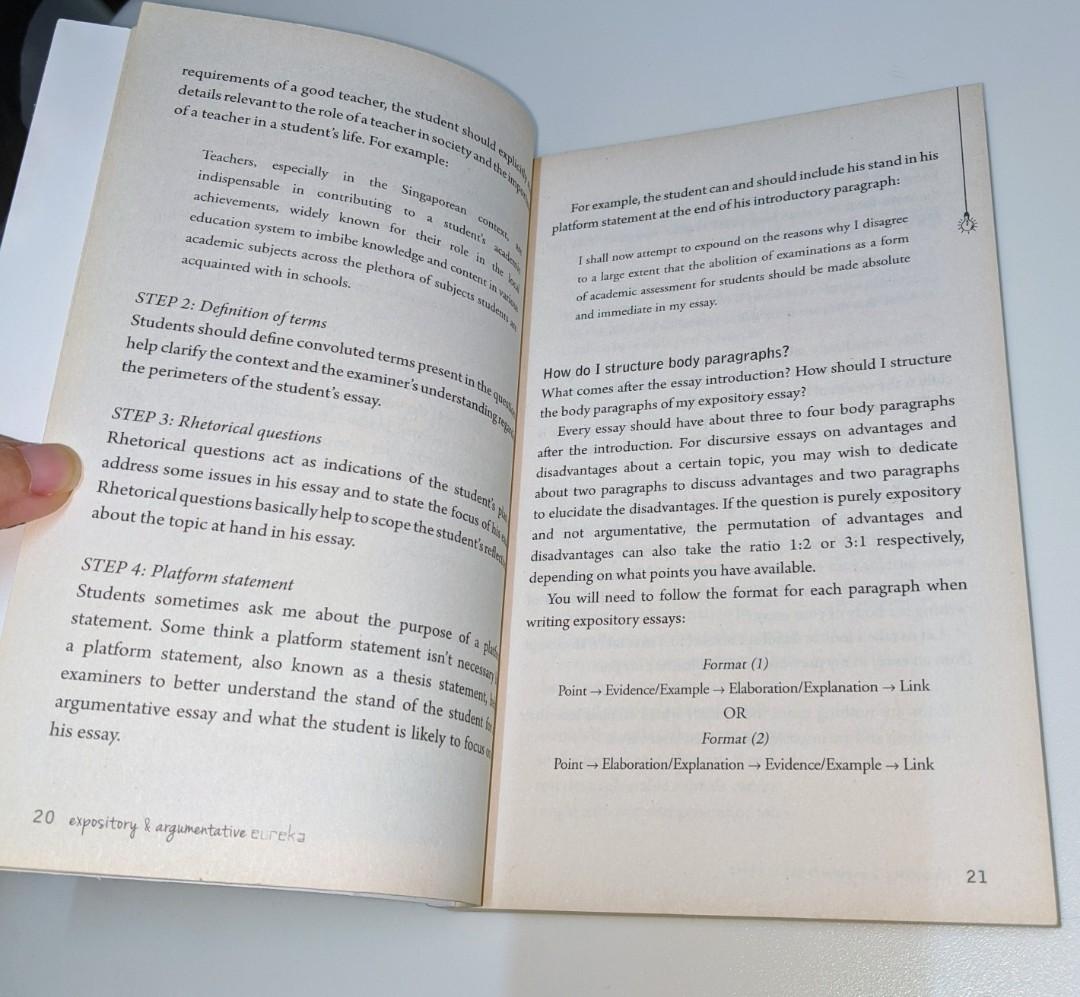 requirements of a good teacher, the student should explicitly
details relevant to the role of a teacher in society and the
of a teacher in a student's life. For example:
Teachers, especially in the Singaporean context,
indispensable in contributing to a student's academic
achievements, widely known for their role in the local
education system to imbibe knowledge and content in various
academic subjects across the plethora of subjects students
acquainted with in schools.
STEP 2: Definition of terms
Students should define convoluted terms present in the
help clarify the context and the examiner's understanding
the perimeters of the student's essay.
STEP 3: Rhetorical questions
Rhetorical questions act as indications of the student's
address some issues in his essay and to state the focus of his
Rhetorical questions basically help to scope the student's
about the topic at hand in his essay.
STEP 4: Platform statement
Students sometimes ask me about the purpose of a
statement. Some think a platform statement isn't necessary
a platform statement, also known as a thesis statement,
examiners to better understand the stand of the student
argumentative essay and what the student is likely to focus
his essay.
20 expository & argumentative eureka
For example, the student can and should include his stand in his
platform statement at the end of his introductory paragraph:
I shall now attempt to expound on the reasons why I disagree
to a large extent that the abolition of examinations as a form
of academic assessment for students should be made absolute
and immediate in my essay.
How do I structure body paragraphs?
What comes after the essay introduction? How should I structure
the body paragraphs of my expository essay?
Every essay should have about three to four body paragraphs
after the introduction. For discursive essays on advantages and
disadvantages about a certain topic, you may wish to dedicate
about two paragraphs to discuss advantages and two paragraphs
to elucidate the disadvantages. If the question is purely expository
and not argumentative, the permutation of advantages and
disadvantages can also take the ratio 1:2 or 3:1 respectively,
depending on what points you have available.
You will need to follow the format for each paragraph when
writing expository essays:
Format (1)
Point → Evidence/Example → Elaboration/Explanation → Link
OR
Format (2)
Point → Elaboration/Explanation → Evidence/Example → Link
21